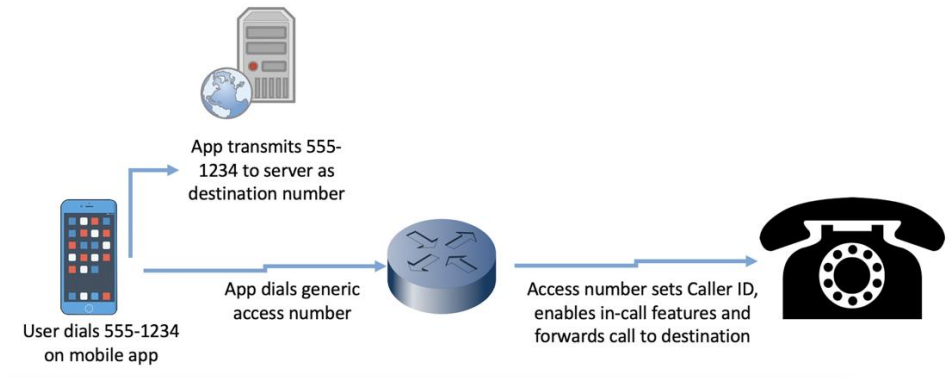 App transmits 555-
1234 to server as
destination number
User dials 555-1234
on mobile app
App dials generic
access number
Access number sets Caller ID,
enables in-call features and
forwards call to destination